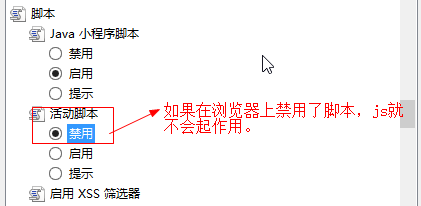 脚本
Java 小程序脚本
禁用
启用
提示
活动脚本
禁用
启用
提示
启用 XSS 筛选器
如果在浏览器上禁用了脚本，js就
不会起作用。